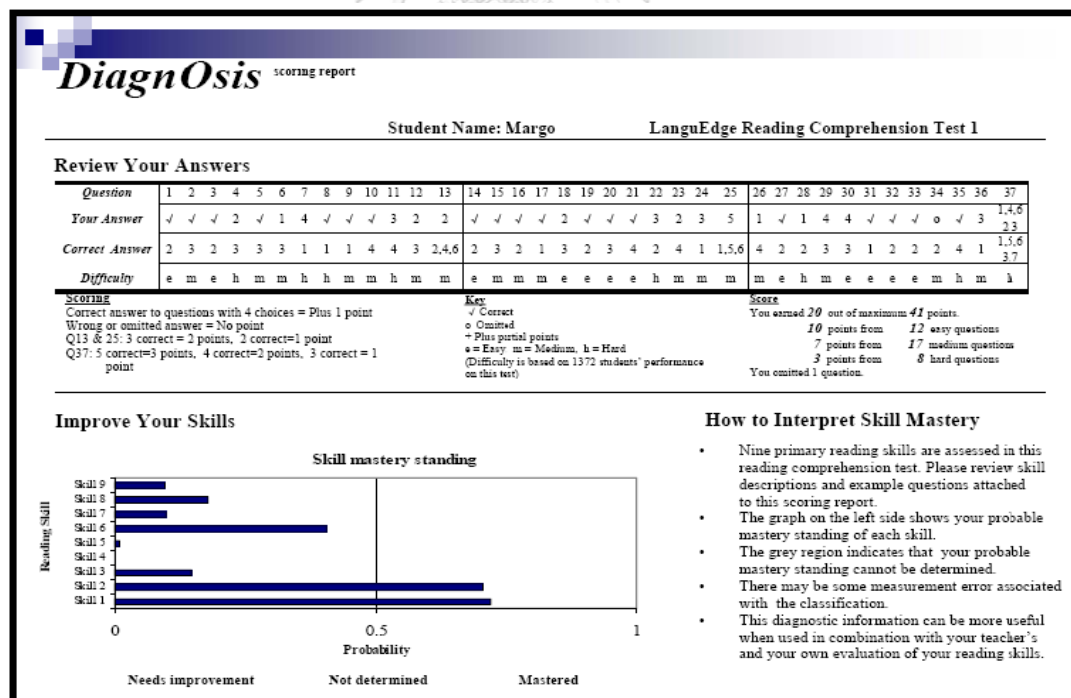 DiagnOsis scoring report
Student Name: Margo LanguEdge Reading Comprehension Test 1
Review Your Answers
Question 1 2 3 4 5 6 7 8 9 10 11 12 13 14 15 16 17 18 19 20 21 22 23 24 25 26 27 28 29 30 31 32 33 34 35 36 37
Your Answer √ √ √ 2 √ 1 4 √ √ √ 3 2 2 √ √ √ √ 2 √ √ √ 3 2 3 5 1 √ 1 4 4 √ √ √ o √ 3 1,4,6
2 3
Correct Answer 2 3 2 3 3 3 1 1 1 4 4 3 2,4,6 2 3 2 1 3 2 3 4 2 4 1 1,5,6 4 2 2 3 3 1 2 2 2 4 1 1,5,6
3,7
Difficulty e m e h m m h h m m h m m e m m m e e e e h m m m m e h m e e e e m h m h
Scoring
Correct answer to questions with 4 choices = Plus 1 point
Wrong or omitted answer = No point
Q13 & 25: 3 correct = 2 points, 2 correct=1 point
Q37: 5 correct=3 points, 4 correct=2 points, 3 correct = 1
point
Key
√ Correct
o Omitted
+ Plus partial points
e = Easy m = Medium, h = Hard
(Difficulty is based on 1372 students' performance
on this test)
Score
You earned 20 out of maximum 41 points.
10 points from 12 easy questions
7 points from 17 medium questions
3 points from 8 hard questions
You omitted 1 question.
Improve Your Skills
Skill mastery standing
Reading Skill
Skill 9
Skill 8
Skill 7
Skill 6
Skill 5
Skill 4
Skill 3
Skill 2
Skill 1
0 0.5 1
Probability
Needs improvement Not determined Mastered
How to Interpret Skill Mastery
• Nine primary reading skills are assessed in this
reading comprehension test. Please review skill
descriptions and example questions attached
to this scoring report.
• The graph on the left side shows your probable
mastery standing of each skill.
• The grey region indicates that your probable
mastery standing cannot be determined.
• There may be some measurement error associated
with the classification.
• This diagnostic information can be more useful
when used in combination with your teacher's
and your own evaluation of your reading skills.